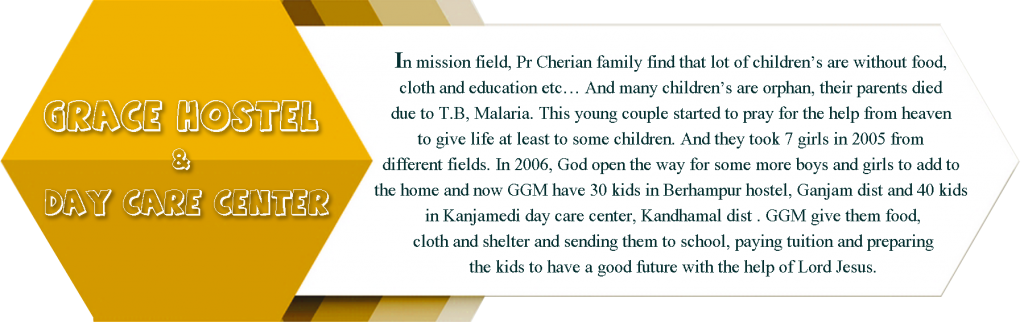 GRACE HOSTEL
&
DAY CARE CENTER
In mission field, Pr Cherian family find that lot of children’s are without food,
cloth and education etc… And many children’s are orphan, their parents died
due to T.B, Malaria. This young couple started to pray for the help from heaven
to give life at least to some children. And they took 7 girls in 2005 from
different fields. In 2006, God open the way for some more boys and girls to add to
the home and now GGM have 30 kids in Berhampur hostel, Ganjam dist and 40 kids
in Kanjamedi day care center, Kandhamal dist . GGM give them food,
cloth and shelter and sending them to school, paying tuition and preparing
the kids to have a good future with the help of Lord Jesus.